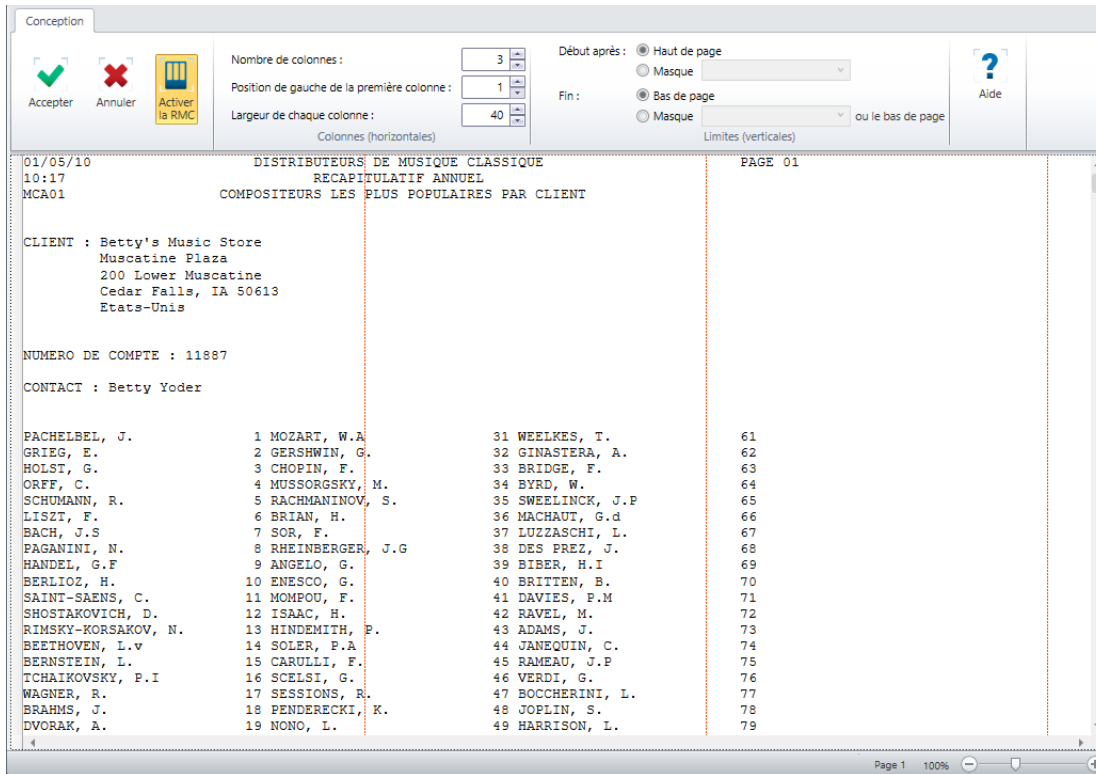 Conception
Accepter
Annuler
Activer la RMC
Nombre de colonnes : 3
Position de gauche de la première colonne : 1
Largeur de chaque colonne : 40
Colonnes (horizontales)
Début après : Haut de page
Masque
Fin : Bas de page
Masque ou le bas de page
Limites (verticales)
?
Aide
01/05/10 DISTRIBUTEURS DE MUSIQUE CLASSIQUE PAGE 01
10:17 RECAPITULATIF ANNUEL
MCA01 COMPOSITEURS LES PLUS POPULAIRES PAR CLIENT
CLIENT : Betty's Music Store
Muscatine Plaza
200 Lower Muscatine
Cedar Falls, IA 50613
Etats-Unis
NUMERO DE COMPTE : 11887
CONTACT : Betty Yoder
PACHELBEL, J. 1 MOZART, W.A 31 WEELKES, T. 61
GRIEG, E. 2 GERSHWIN, G. 32 GINASTERA, A. 62
HOLST, G. 3 CHOPIN, F. 33 BRIDGE, F. 63
ORFF, C. 4 MUSSORGSKY, M. 34 BYRD, W. 64
SCHUMANN, R. 5 RACHMANINOV, S. 35 SWEELINCK, J.P 65
LISZT, F. 6 BRIAN, H. 36 MACHAUT, G.d 66
BACH, J.S 7 SOR, F. 37 LUZZASCHI, L. 67
PAGANINI, N. 8 RHEINBERGER, J.G 38 DES PREZ, J. 68
HANDEL, G.F 9 ANGELO, G. 39 BIBER, H.I 69
BERLIOZ, H. 10 ENESCO, G. 40 BRITTEN, B. 70
SAINT-SAENS, C. 11 MOMPOU, F. 41 DAVIES, P.M 71
SHOSTAKOVICH, D. 12 ISAAC, H. 42 RAVEL, M. 72
RIMSKY-KORSAKOV, N. 13 HINDEMITH, P. 43 ADAMS, J. 73
BEETHOVEN, L.v 14 SOLER, P.A 44 JANEQUIN, C. 74
BERNSTEIN, L. 15 CARULLI, F. 45 RAMEAU, J.P 75
TCHAIKOVSKY, P.I 16 SCELSI, G. 46 VERDI, G. 76
WAGNER, R. 17 SESSIONS, R. 47 BOCCHERINI, L. 77
BRAHMS, J. 18 PENDERECKI, K. 48 JOPLIN, S. 78
DVORAK, A. 19 NONO, L. 49 HARRISON, L. 79
Page 1 100%